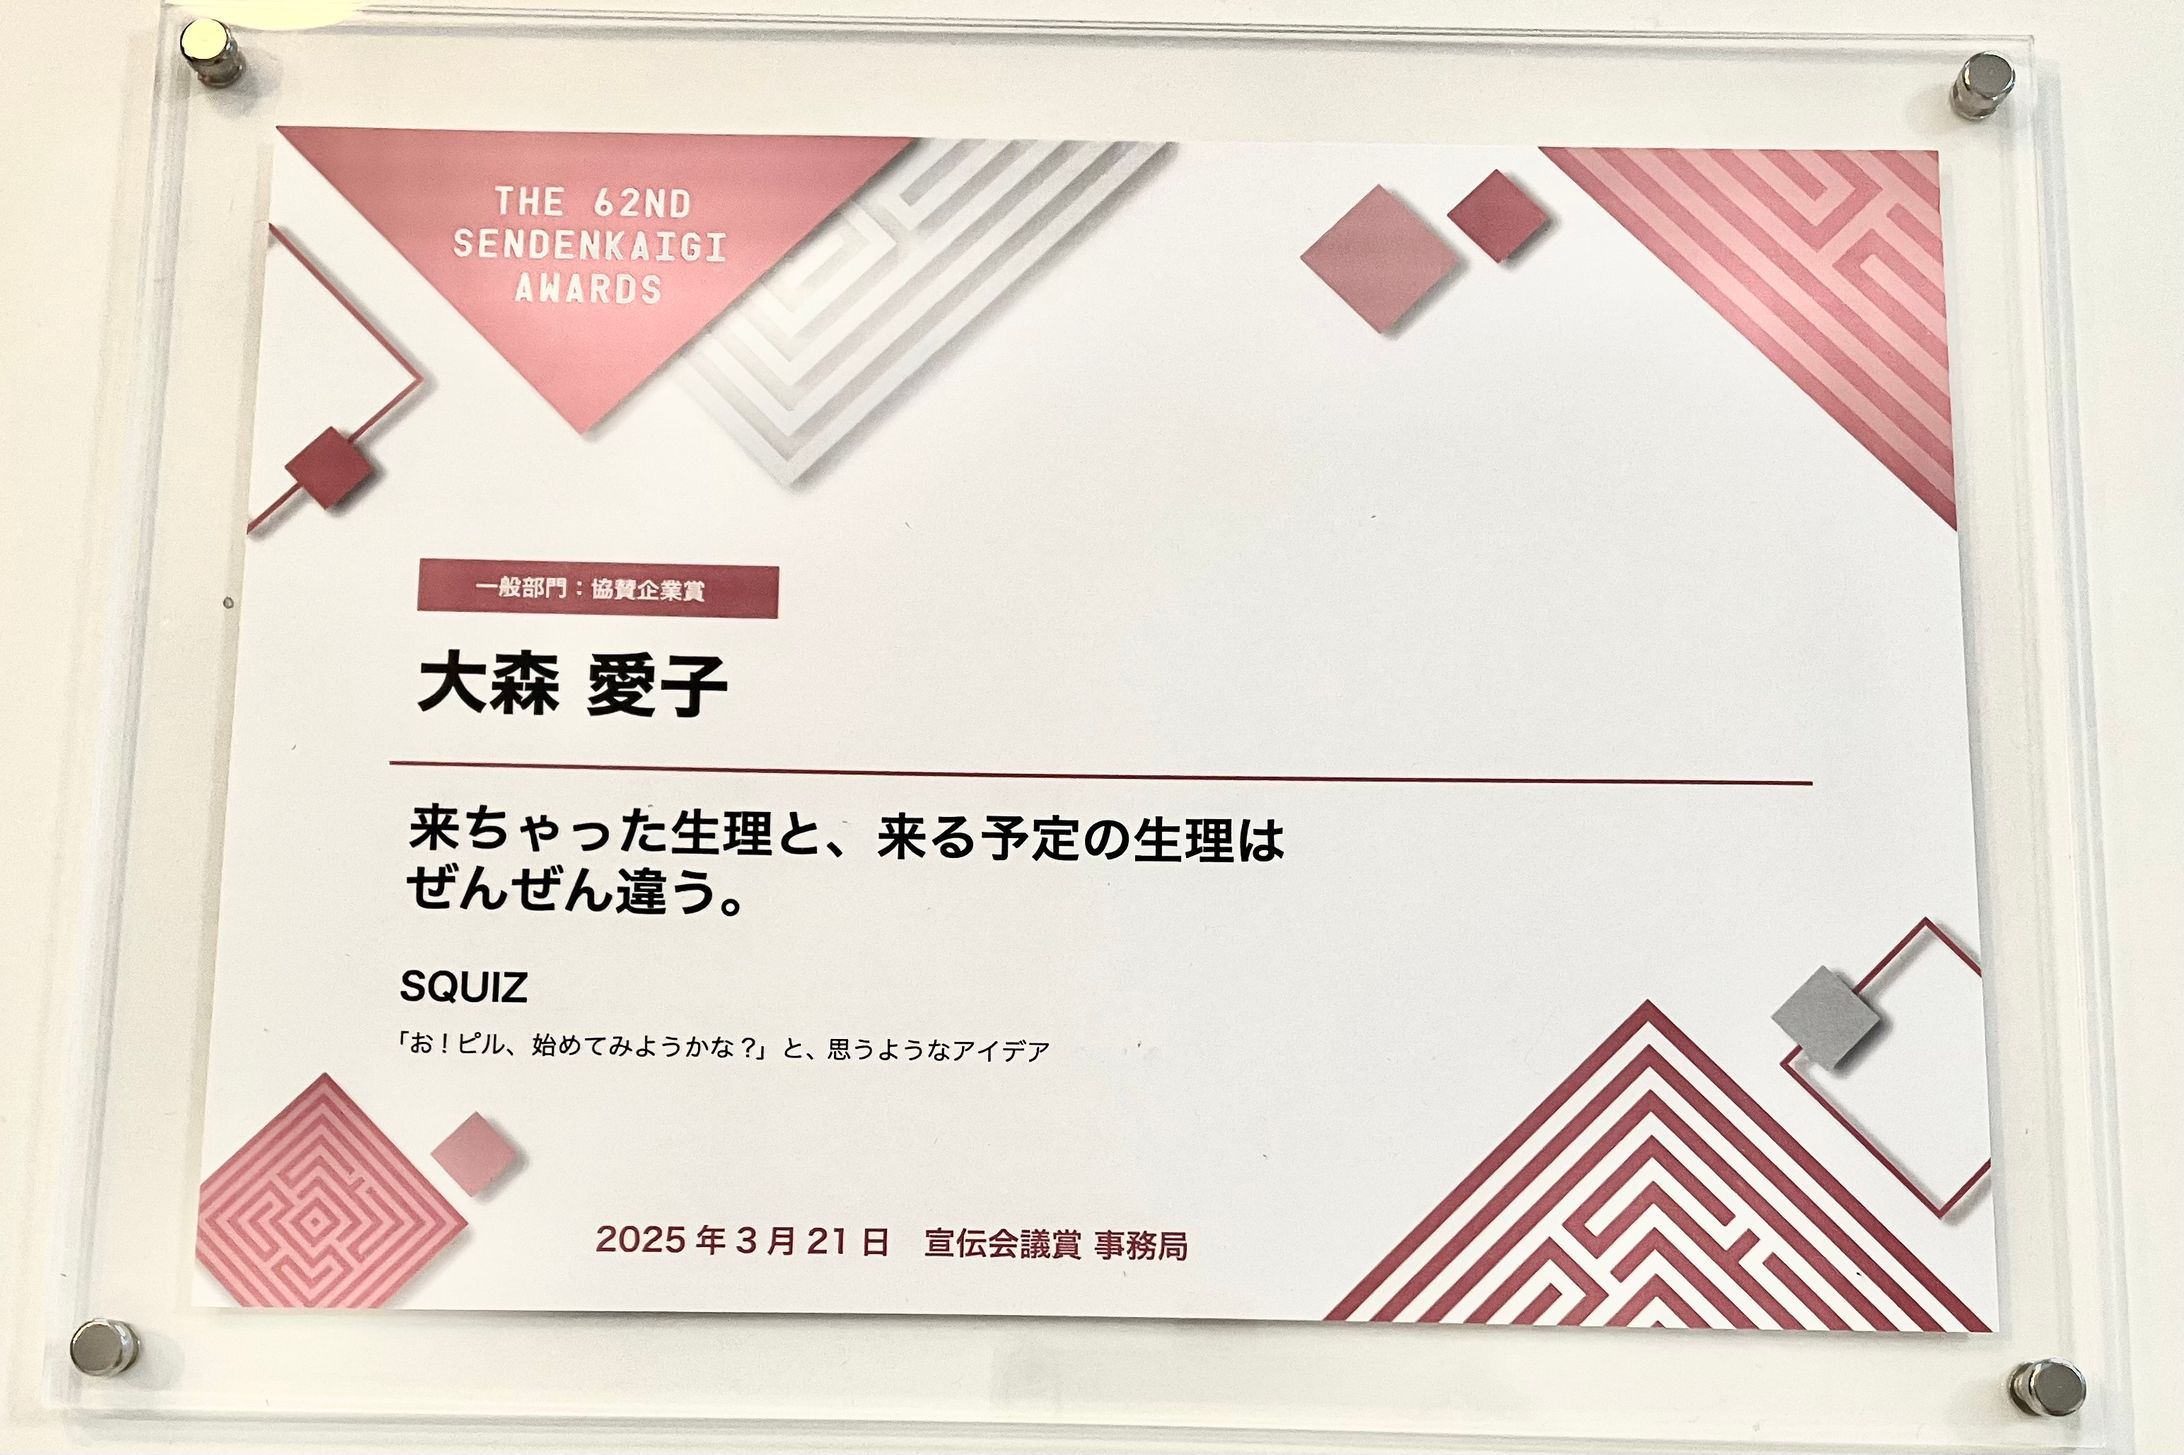 THE 62ND
SENDENKAIGI
AWARDS
一般部門：協賛企業賞
大森 愛子
来ちゃった生理と、来る予定の生理は
ぜんぜん違う。
SQUIZ
「お！ピル、始めてみようかな？」と、思うようなアイデア
2025年3月21日　宣伝会議賞 事務局